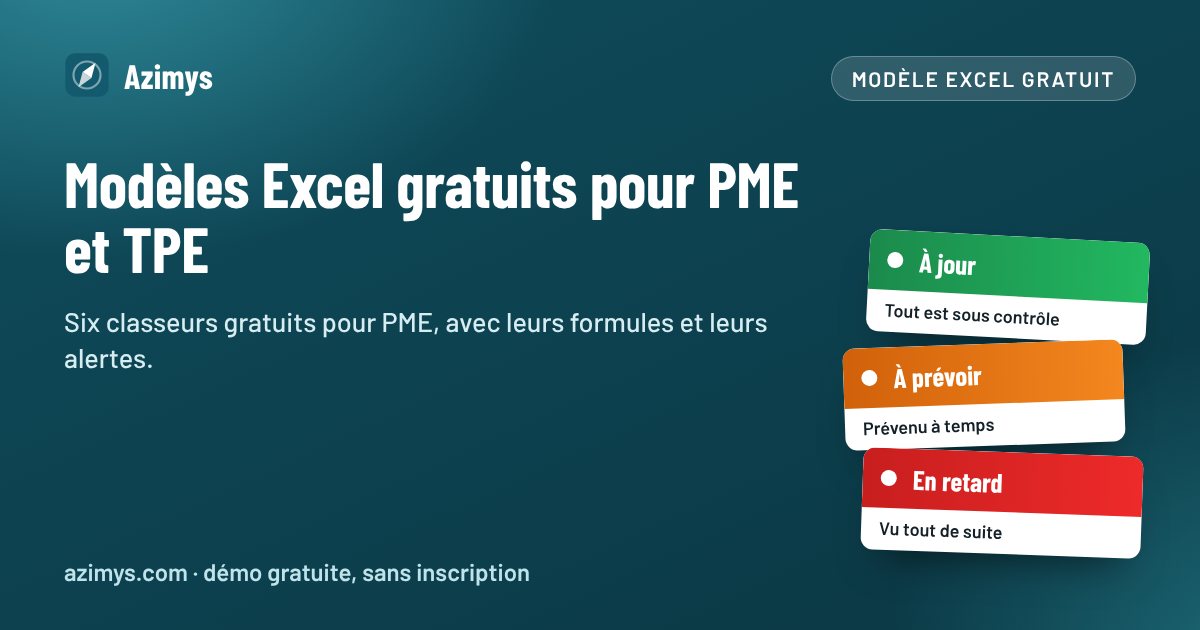 Azimys
MODÈLE EXCEL GRATUIT
Modèles Excel gratuits pour PME
et TPE
Six classeurs gratuits pour PME, avec leurs formules et leurs
alertes.
À jour
Tout est sous contrôle
À prévoir
Prévenu à temps
En retard
Vu tout de suite
azimys.com · démo gratuite, sans inscription